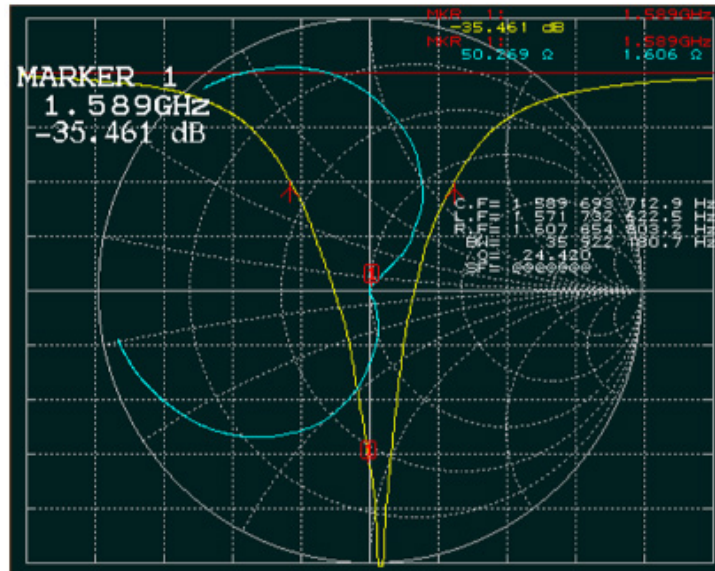 MKR 1: 1.589GHz
-35.461 dB
MKR 1: 1.589GHz
50.269 Ω 1.606 Ω
MARKER 1
1.589GHz
-35.461 dB
C.F= 1 589 693 712.9 Hz
L.F= 1 571 732 622.5 Hz
R.F= 1 607 654 803.2 Hz
BW= 35 922 180.7 Hz
24.420
1